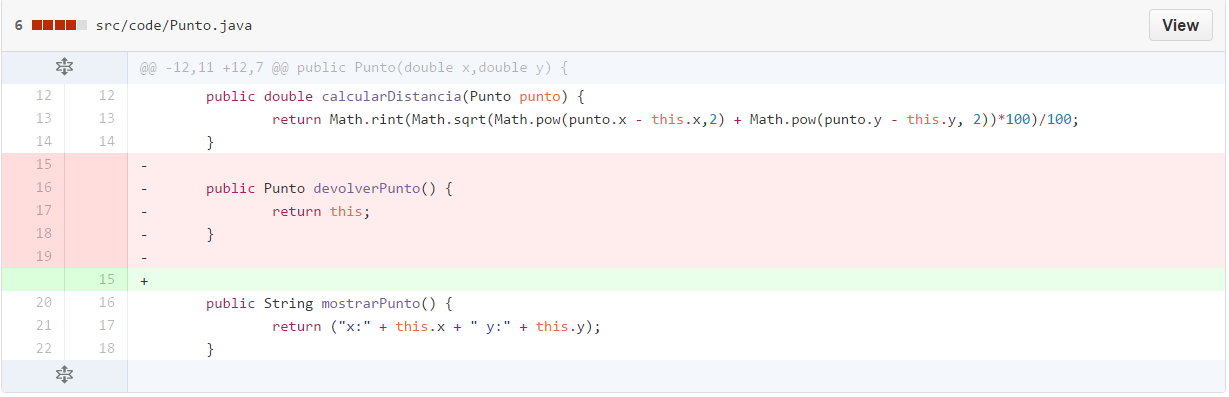 6 src/code/Punto.java View
@@ -12,11 +12,7 @@ public Punto(double x,double y) {
12 12 public double calcularDistancia(Punto punto) {
13 13 return Math.rint(Math.sqrt(Math.pow(punto.x - this.x,2) + Math.pow(punto.y - this.y, 2))*100)/100;
14 14 }
15 -
16 - public Punto devolverPunto() {
17 - return this;
18 - }
19 -
15 +
20 16 public String mostrarPunto() {
21 17 return ("x:" + this.x + " y:" + this.y);
22 18 }